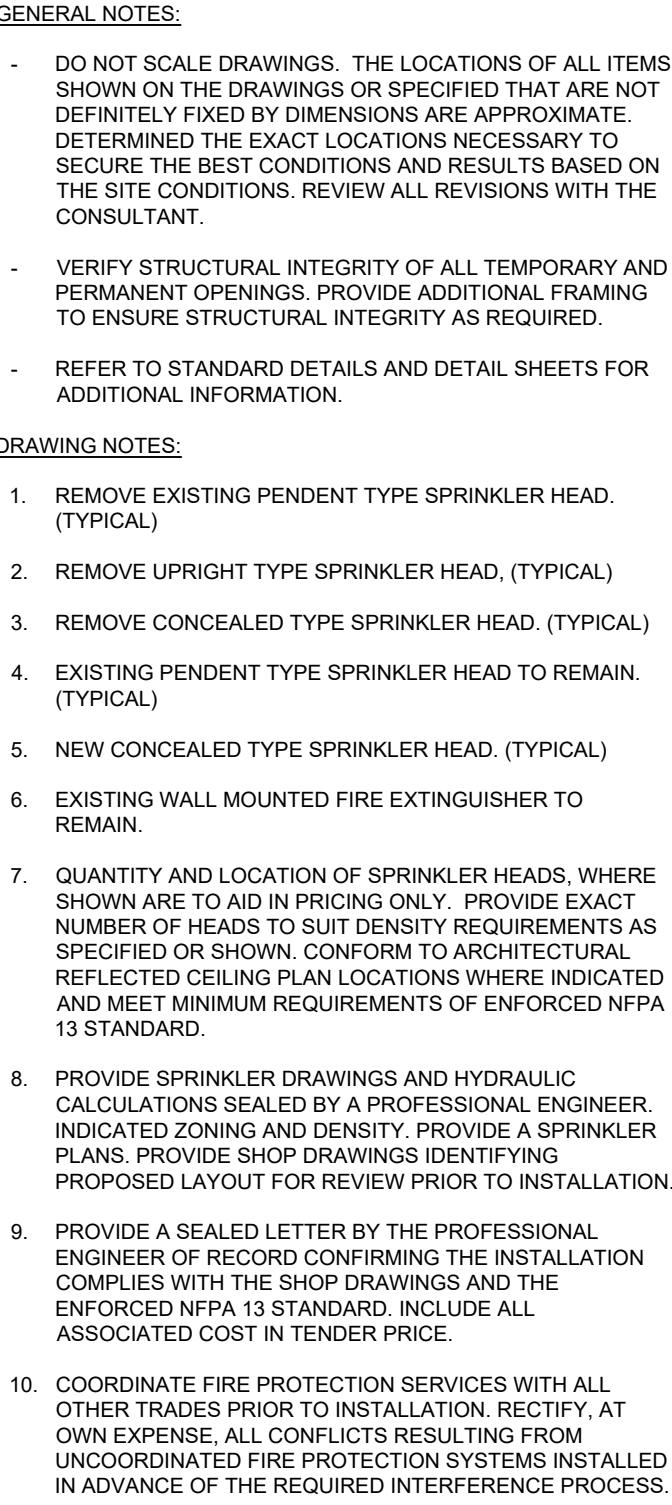 GENERAL NOTES:
- DO NOT SCALE DRAWINGS. THE LOCATIONS OF ALL ITEMS
SHOWN ON THE DRAWINGS OR SPECIFIED THAT ARE NOT
DEFINITELY FIXED BY DIMENSIONS ARE APPROXIMATE.
DETERMINED THE EXACT LOCATIONS NECESSARY TO
SECURE THE BEST CONDITIONS AND RESULTS BASED ON
THE SITE CONDITIONS. REVIEW ALL REVISIONS WITH THE
CONSULTANT.
- VERIFY STRUCTURAL INTEGRITY OF ALL TEMPORARY AND
PERMANENT OPENINGS. PROVIDE ADDITIONAL FRAMING
TO ENSURE STRUCTURAL INTEGRITY AS REQUIRED.
- REFER TO STANDARD DETAILS AND DETAIL SHEETS FOR
ADDITIONAL INFORMATION.
DRAWING NOTES:
1. REMOVE EXISTING PENDENT TYPE SPRINKLER HEAD.
(TYPICAL)
2. REMOVE UPRIGHT TYPE SPRINKLER HEAD, (TYPICAL)
3. REMOVE CONCEALED TYPE SPRINKLER HEAD. (TYPICAL)
4. EXISTING PENDENT TYPE SPRINKLER HEAD TO REMAIN.
(TYPICAL)
5. NEW CONCEALED TYPE SPRINKLER HEAD. (TYPICAL)
6. EXISTING WALL MOUNTED FIRE EXTINGUISHER TO
REMAIN.
7. QUANTITY AND LOCATION OF SPRINKLER HEADS, WHERE
SHOWN ARE TO AID IN PRICING ONLY. PROVIDE EXACT
NUMBER OF HEADS TO SUIT DENSITY REQUIREMENTS AS
SPECIFIED OR SHOWN. CONFORM TO ARCHITECTURAL
REFLECTED CEILING PLAN LOCATIONS WHERE INDICATED
AND MEET MINIMUM REQUIREMENTS OF ENFORCED NFPA
13 STANDARD.
8. PROVIDE SPRINKLER DRAWINGS AND HYDRAULIC
CALCULATIONS SEALED BY A PROFESSIONAL ENGINEER.
INDICATED ZONING AND DENSITY. PROVIDE A SPRINKLER
PLANS. PROVIDE SHOP DRAWINGS IDENTIFYING
PROPOSED LAYOUT FOR REVIEW PRIOR TO INSTALLATION.
9. PROVIDE A SEALED LETTER BY THE PROFESSIONAL
ENGINEER OF RECORD CONFIRMING THE INSTALLATION
COMPLIES WITH THE SHOP DRAWINGS AND THE
ENFORCED NFPA 13 STANDARD. INCLUDE ALL
ASSOCIATED COST IN TENDER PRICE.
10. COORDINATE FIRE PROTECTION SERVICES WITH ALL
OTHER TRADES PRIOR TO INSTALLATION. RECTIFY, AT
OWN EXPENSE, ALL CONFLICTS RESULTING FROM
UNCOORDINATED FIRE PROTECTION SYSTEMS INSTALLED
IN ADVANCE OF THE REQUIRED INTERFERENCE PROCESS.